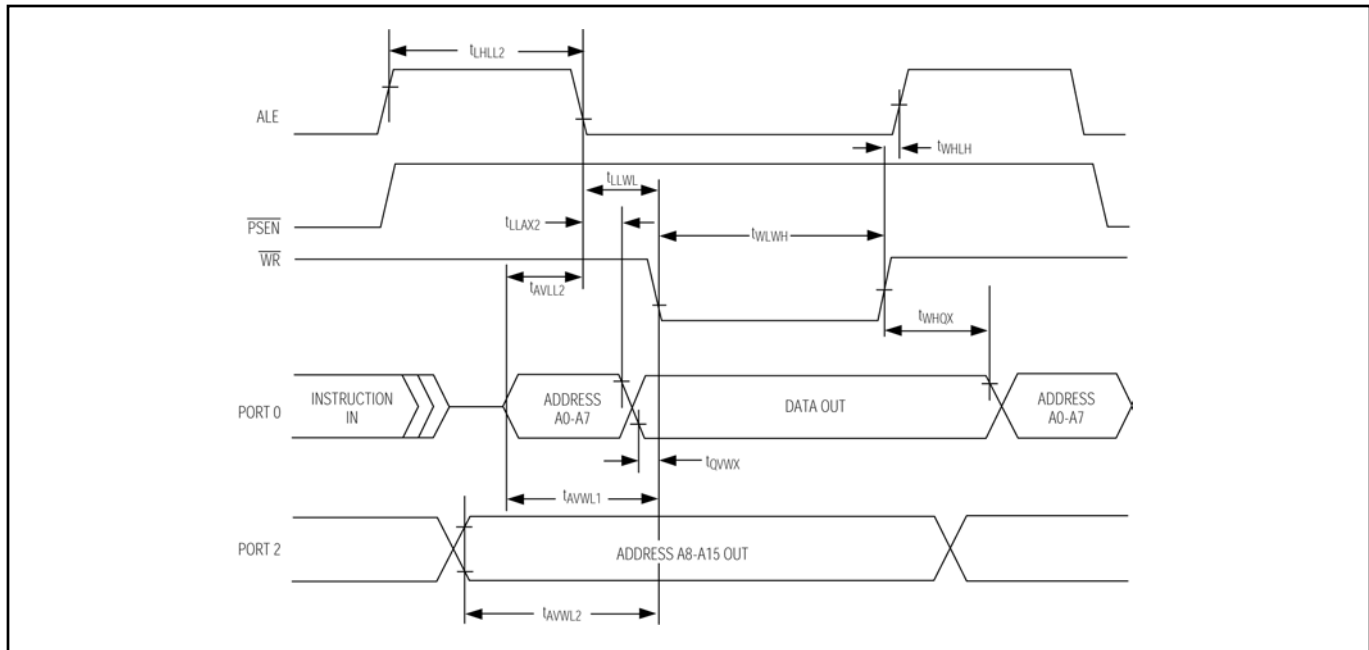 tLHLL2
ALE
tWHLH
tLLWL
PSEN
tLLAX2
tWLWH
WR
tAVLL2
tWHQX
PORT 0
INSTRUCTION IN
ADDRESS A0-A7
DATA OUT
ADDRESS A0-A7
tQVWX
tAVWL1
PORT 2
ADDRESS A8-A15 OUT
tAVWL2